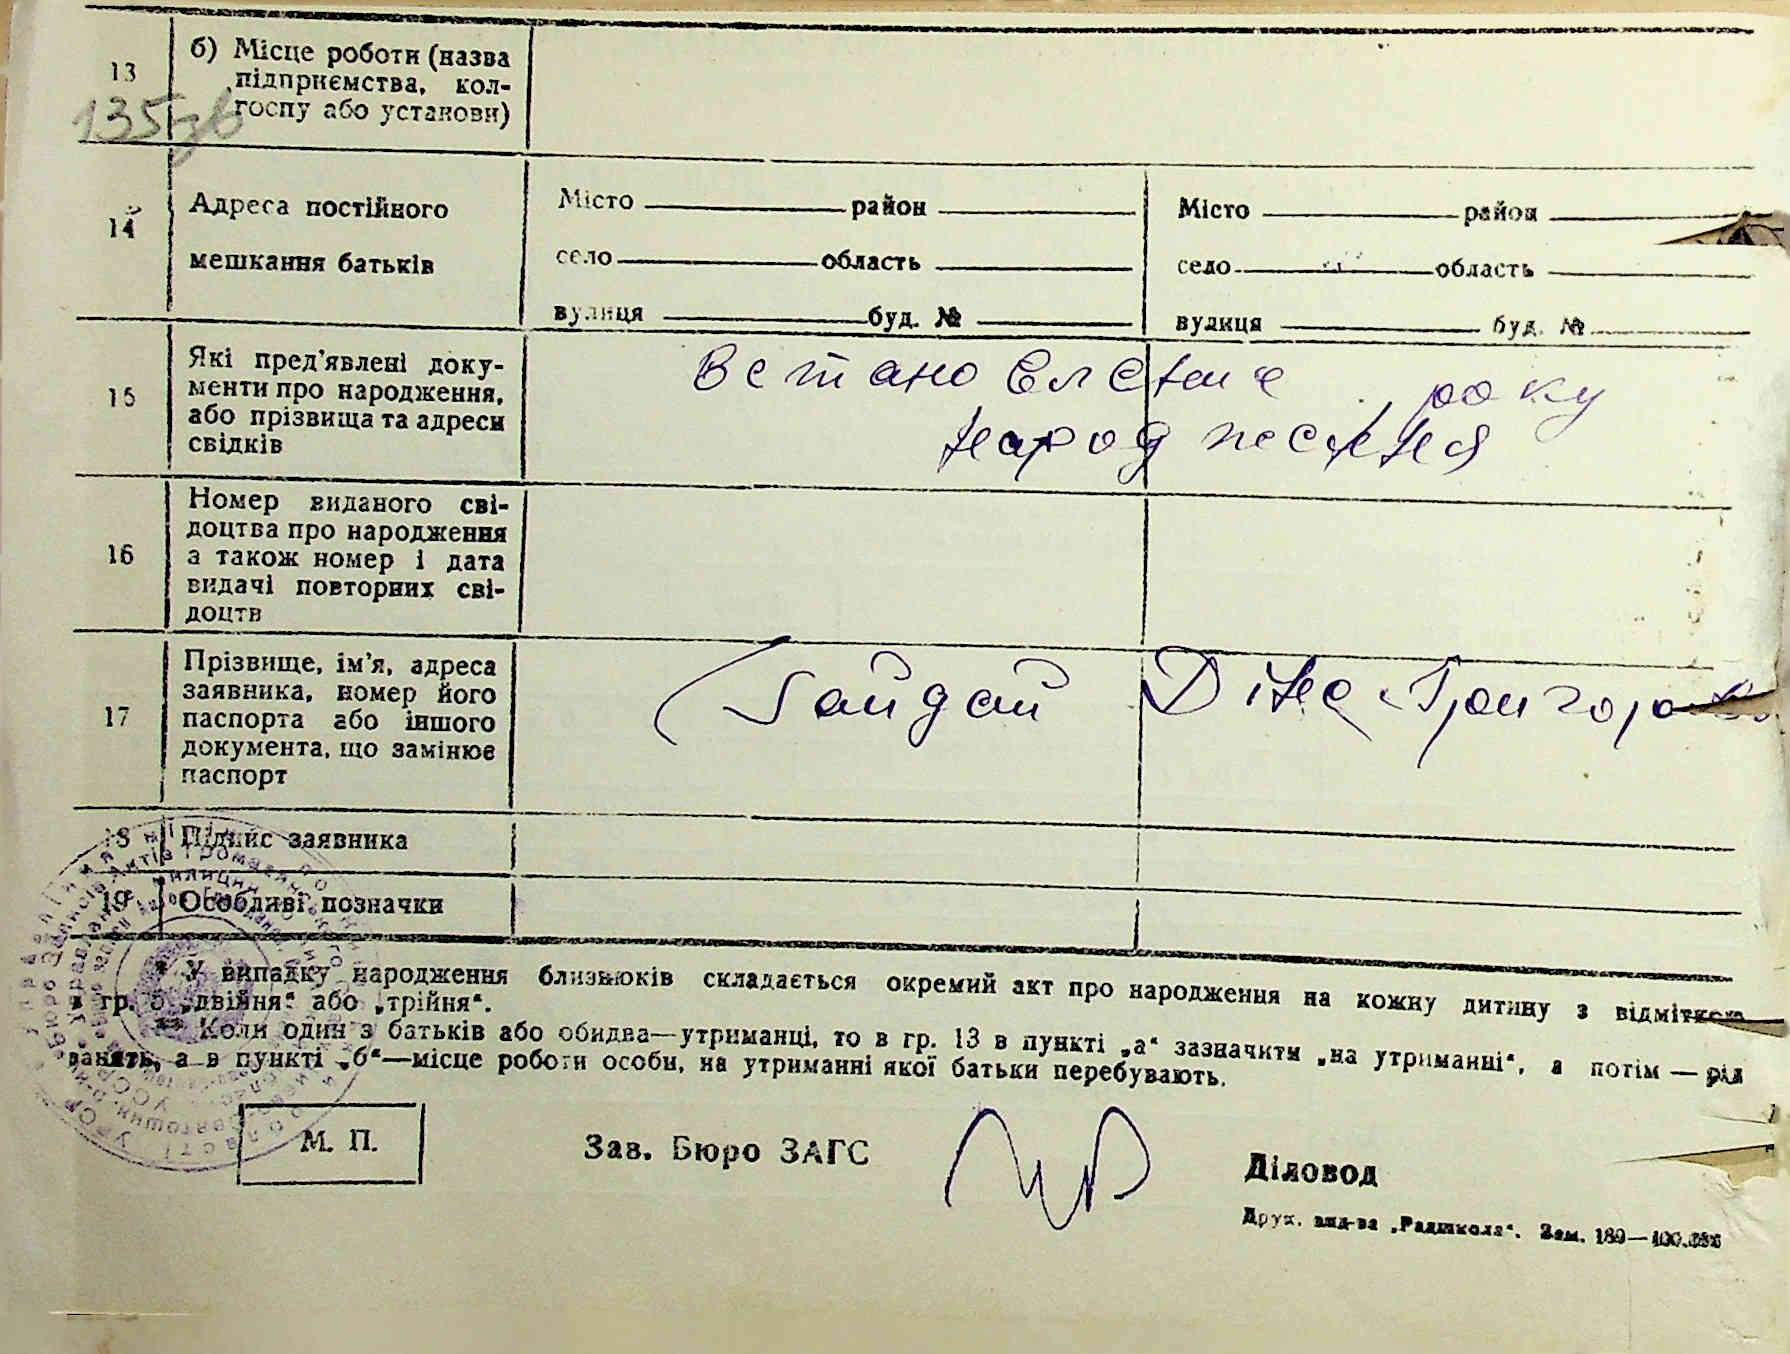 13
б) Місце роботи (назва
підприємства, кол-
госпу або установи)
135зв
14
Адреса постійного
мешкання батьків
Місто район
село область
вулиця буд. №
Місто район
село область
вулиця буд. №
15
Які пред'явлені доку-
менти про народження,
або прізвища та адреси
свідків
Встановлення року
народження
16
Номер виданого сві-
доцтва про народження
а також номер і дата
видачі повторних сві-
доцтв
17
Прізвище, ім'я, адреса
заявника, номер його
паспорта або іншого
документа, що замінює
паспорт
Гайдай Діна
18
Підпис заявника
19
Особливі позначки
* У випадку народження близнюків складається окремий акт про народження на кожну дитину з відміткою
в гр. 5 „двійня“ або „трійня“.
** Коли один з батьків або обидва—утриманці, то в гр. 13 в пункті „а“ зазначити „на утриманні“, а потім — рід
занять, а в пункті „б“—місце роботи особи, на утриманні якої батьки перебувають.
М. П.
Зав. Бюро ЗАГС
Діловод
Друк. вид-ва „Радшкола“. Зам. 189—